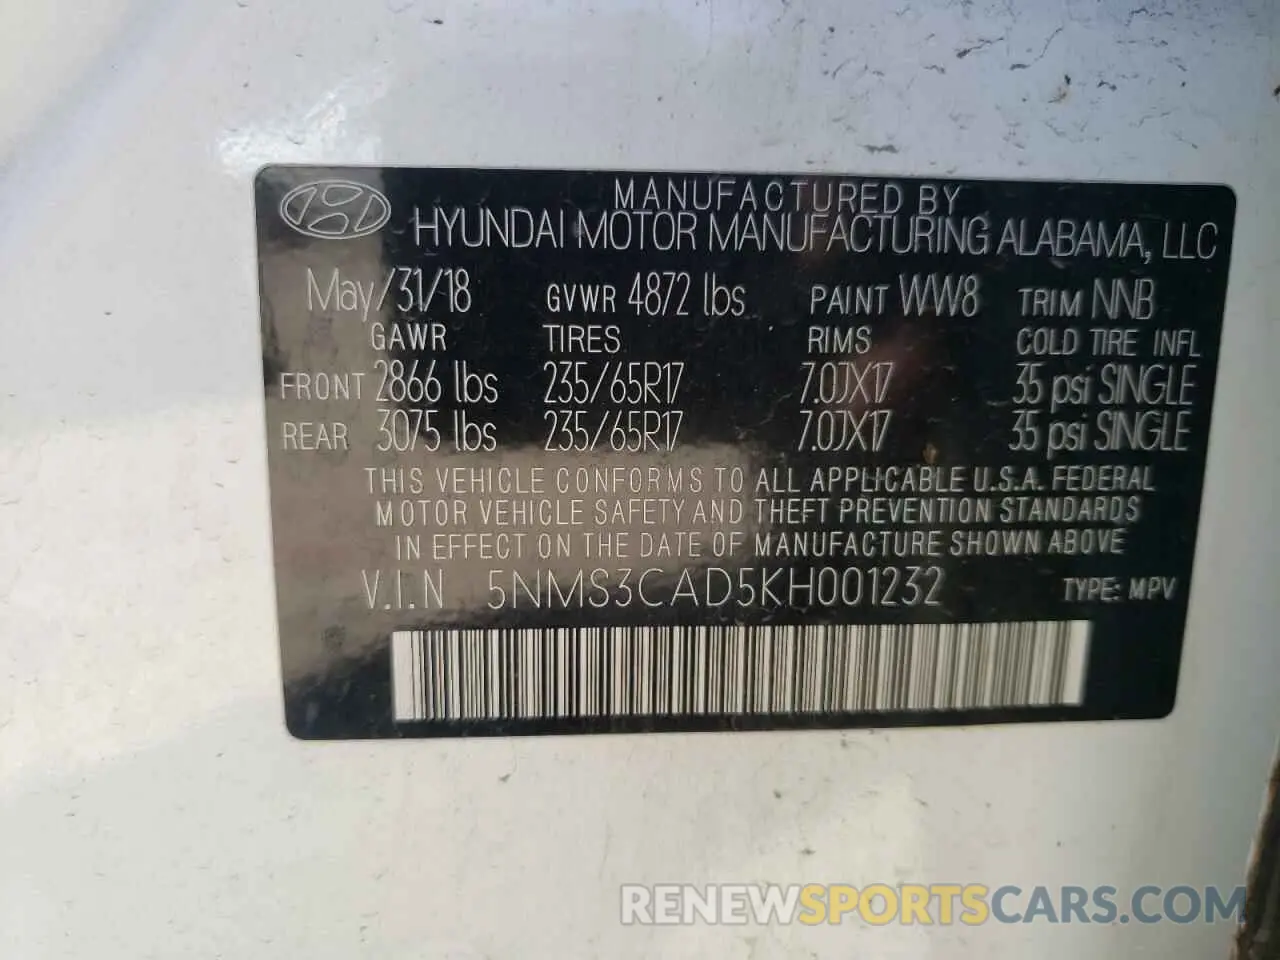 MANUFACTURED BY
HYUNDAI MOTOR MANUFACTURING ALABAMA, LLC
May/31/18 GVWR 4872 lbs PAINT WW8 TRIM NNB
GAWR TIRES RIMS COLD TIRE INFL
FRONT 2866 lbs 235/65R17 7.0JX17 35 psi SINGLE
REAR 3075 lbs 235/65R17 7.0JX17 35 psi SINGLE
THIS VEHICLE CONFORMS TO ALL APPLICABLE U.S.A. FEDERAL
MOTOR VEHICLE SAFETY AND THEFT PREVENTION STANDARDS
IN EFFECT ON THE DATE OF MANUFACTURE SHOWN ABOVE
V.I.N 5NMS3CAD5KH001232 TYPE: MPV
RENEWSPORTSCARS.COM